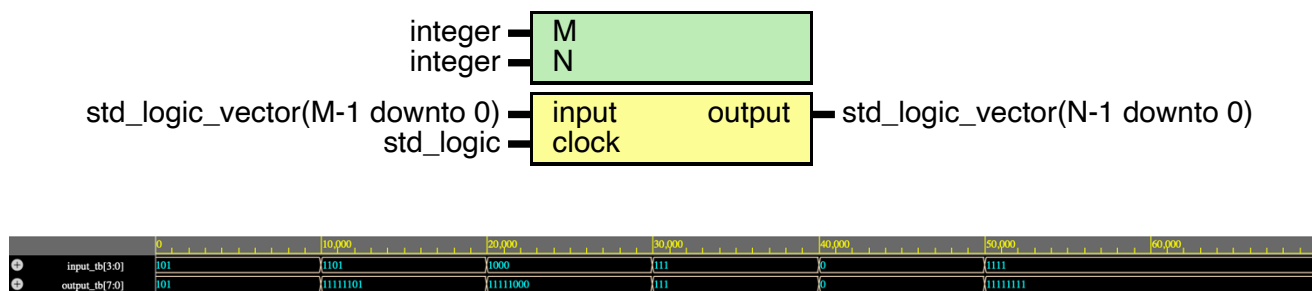 integer M
integer N
std_logic_vector(M-1 downto 0) input output std_logic_vector(N-1 downto 0)
std_logic clock
0 10,000 20,000 30,000 40,000 50,000 60,000
input_tb[3:0] 101 1101 1000 111 0 1111
output_tb[7:0] 101 11111101 11111000 111 0 11111111